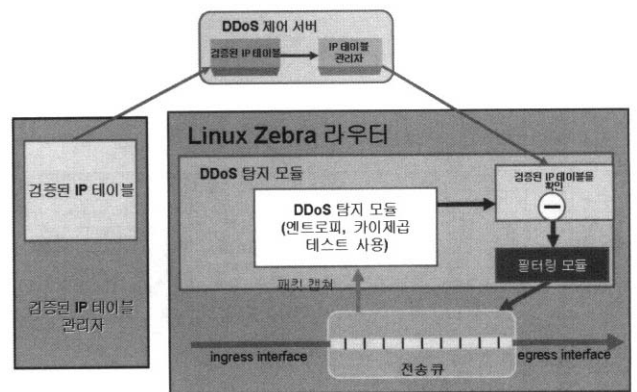 DDoS 제어 서버
검증된 IP 테이블
IP 테이블
관리자
검증된 IP 테이블
검증된 IP 테이블
관리자
Linux Zebra 라우터
DDoS 탐지 모듈
DDoS 탐지 모듈
(엔트로피, 카이제곱
테스트 사용)
검증된 IP 테이블을
확인
필터링 모듈
패킷 캡쳐
ingress interface
전송 큐
egress interface